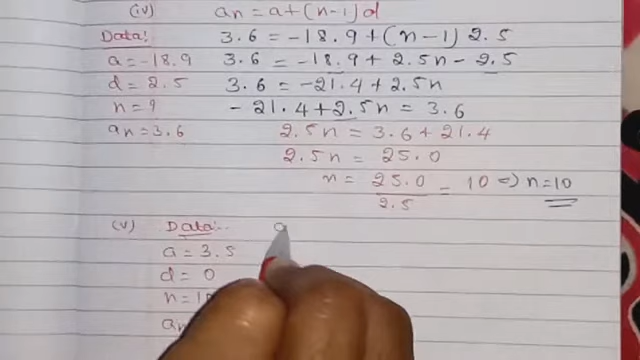 (iv) an = a + (n-1) d
Data: 3.6 = -18.9 + (n-1) 2.5
a = -18.9 3.6 = -18.9 + 2.5n - 2.5
d = 2.5 3.6 = -21.4 + 2.5n
n = ? -21.4 + 2.5n = 3.6
an = 3.6 2.5n = 3.6 + 21.4
2.5n = 25.0
n = 25.0 / 2.5 = 10 => n = 10
(v) Data:
a = 3.5
d = 0